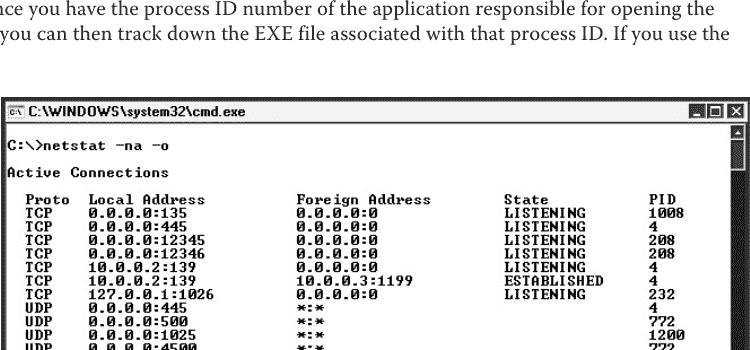 nce you have the process ID number of the application responsible for opening the
you can then track down the EXE file associated with that process ID. If you use the
C:\WINDOWS\system32\cmd.exe
C:\>netstat -na -o
Active Connections
Proto Local Address Foreign Address State PID
TCP 0.0.0.0:135 0.0.0.0:0 LISTENING 1008
TCP 0.0.0.0:445 0.0.0.0:0 LISTENING 4
TCP 0.0.0.0:12345 0.0.0.0:0 LISTENING 208
TCP 0.0.0.0:12346 0.0.0.0:0 LISTENING 208
TCP 10.0.0.2:139 0.0.0.0:0 LISTENING 4
TCP 10.0.0.2:139 10.0.0.3:1199 ESTABLISHED 4
TCP 127.0.0.1:1026 0.0.0.0:0 LISTENING 232
UDP 0.0.0.0:445 *:* 4
UDP 0.0.0.0:500 *:* 772
UDP 0.0.0.0:1025 *:* 1200
UDP 0.0.0.0:4500 *:* 772